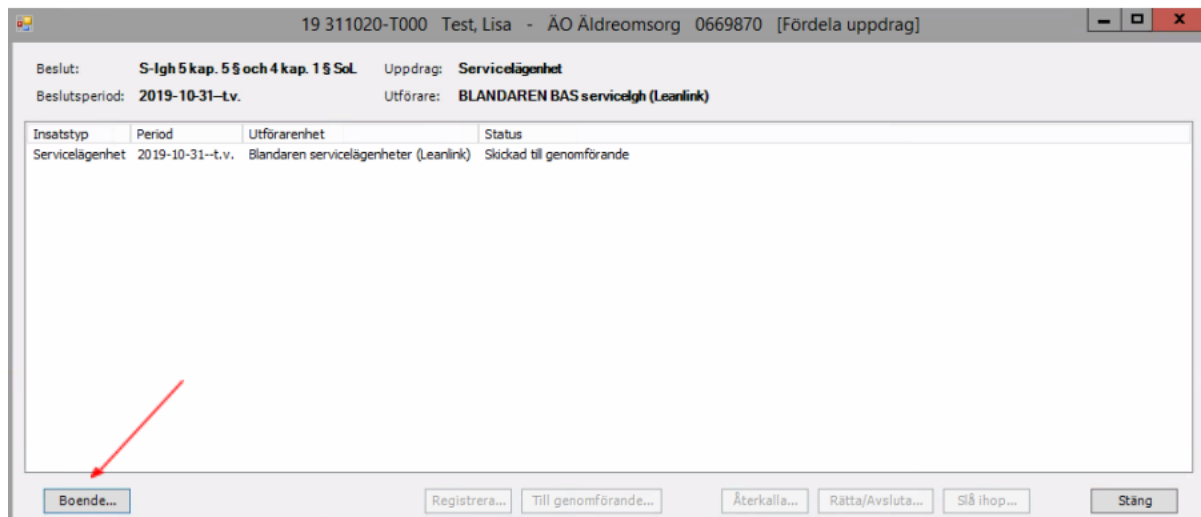 19 311020-T000 Test, Lisa - ÄO Äldreomsorg 0669870 [Fördela uppdrag]
Beslut: S-lgh 5 kap. 5 § och 4 kap. 1 § SoL Uppdrag: Servicelägenhet
Beslutsperiod: 2019-10-31--t.v. Utförare: BLANDAREN BAS servicelgh (Leanlink)
Insatstyp Period Utförarenhet Status
Servicelägenhet 2019-10-31--t.v. Blandaren servicelägenheter (Leanlink) Skickad till genomförande
Boende... Registrera... Till genomförande... Återkalla... Rätta/Avsluta... Slå ihop... Stäng